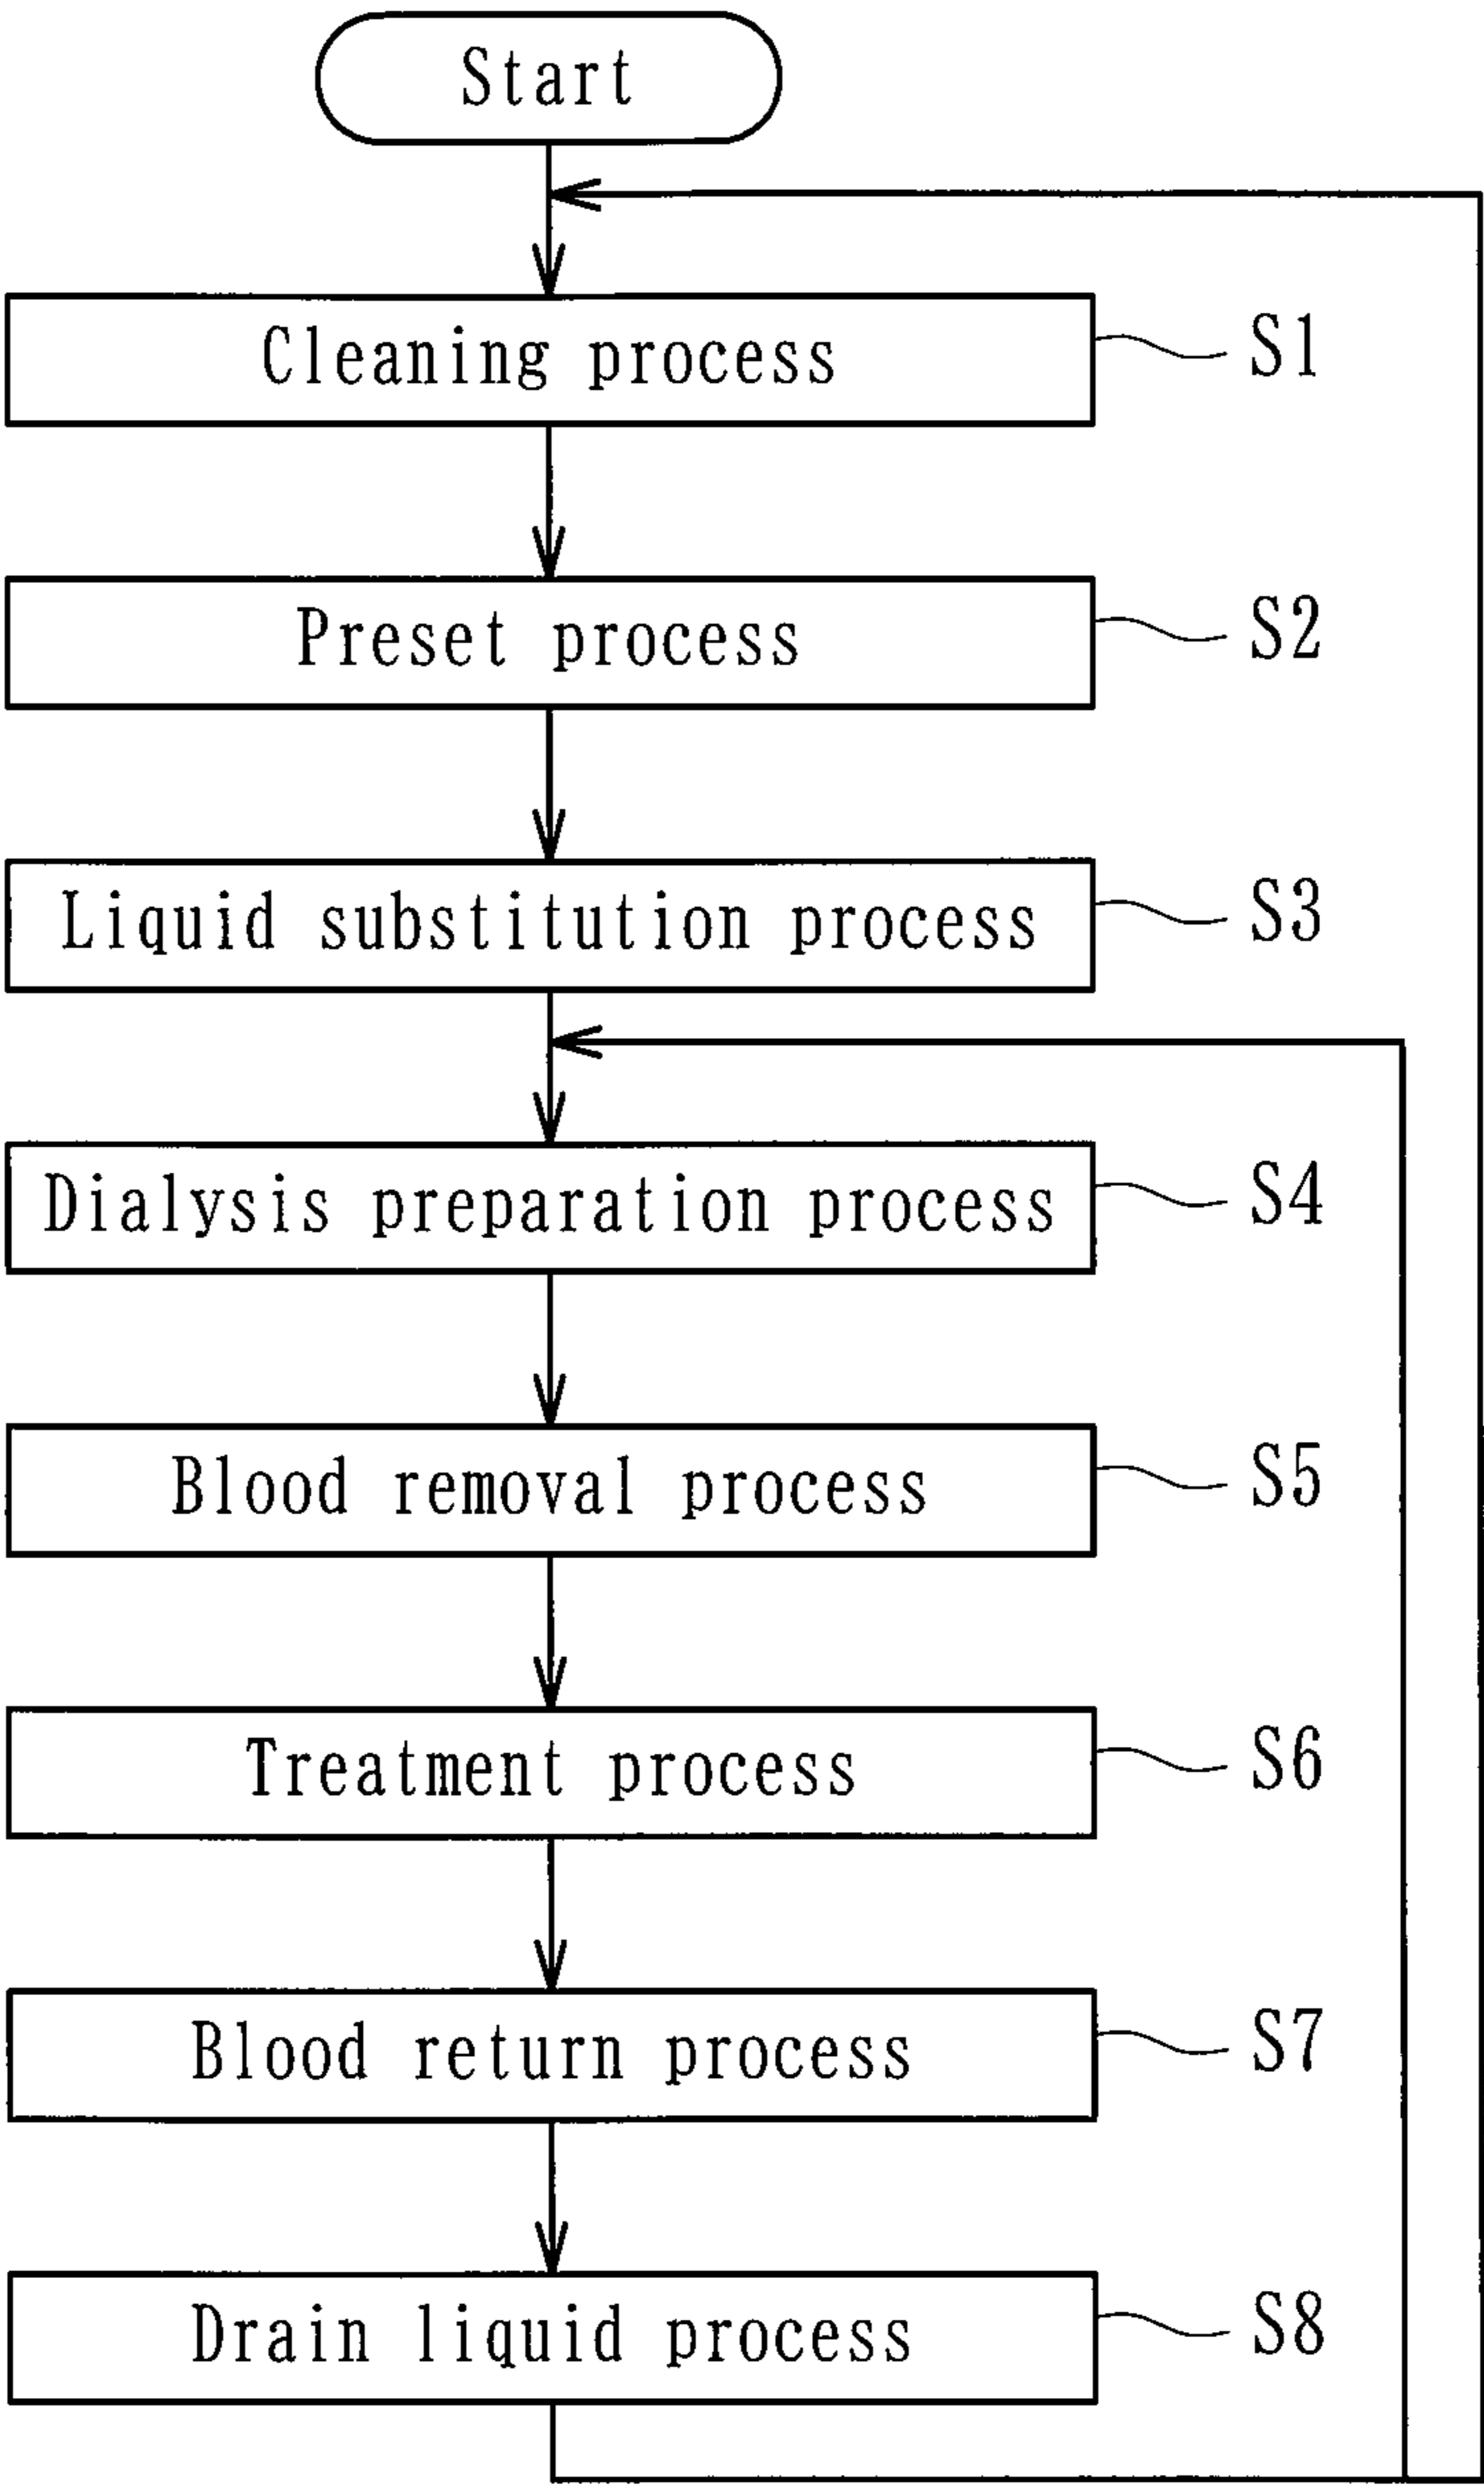 Start
Cleaning process
S1
Preset process
S2
Liquid substitution process
S3
Dialysis preparation process
S4
Blood removal process
S5
Treatment process
S6
Blood return process
S7
Drain liquid process
S8